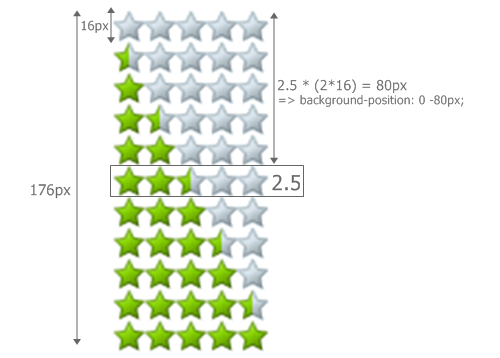 16px
2.5 * (2*16) = 80px
=> background-position: 0 -80px;
176px
2.5